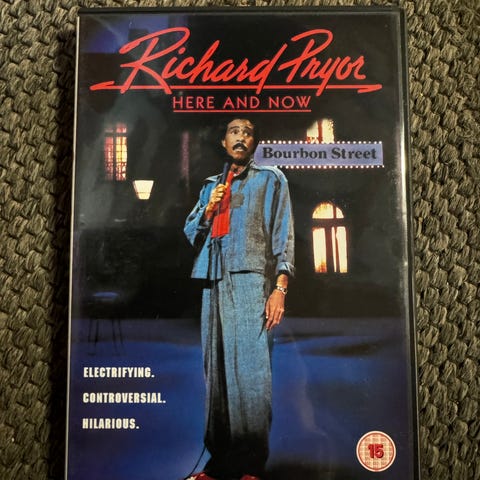 Richard Pryor
HERE AND NOW
Bourbon Street
ELECTRIFYING.
CONTROVERSIAL.
HILARIOUS.
15